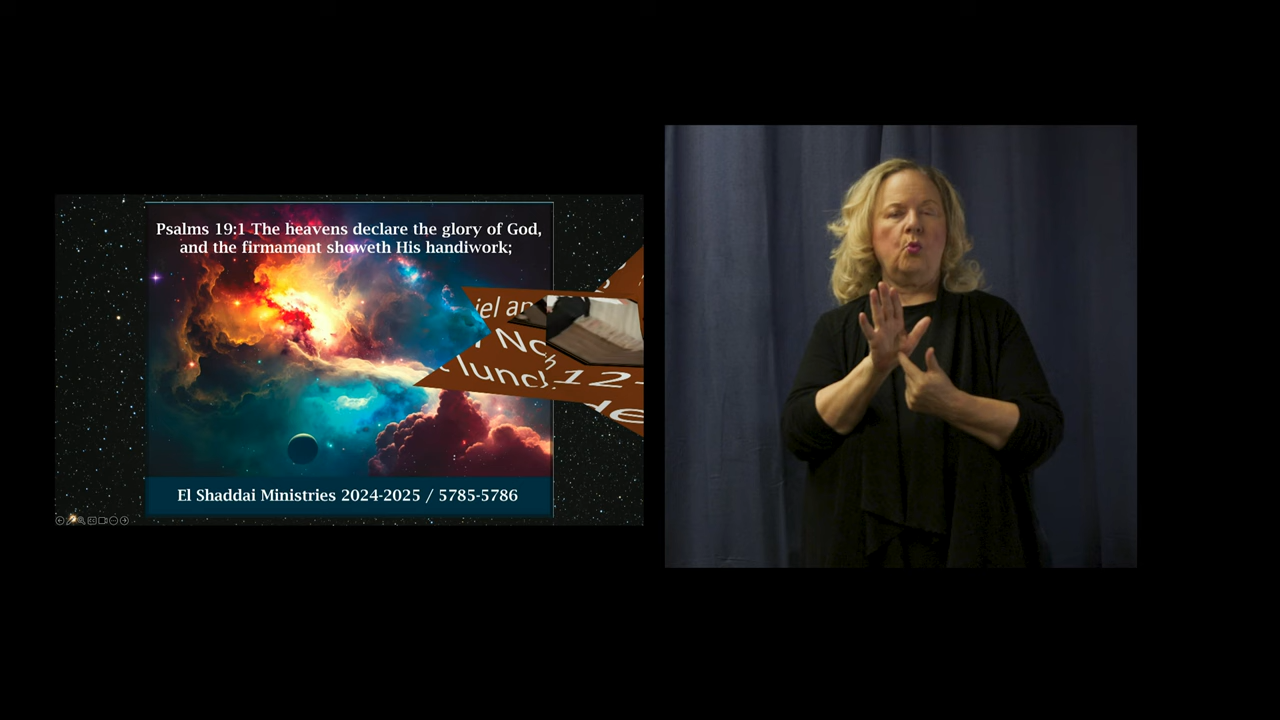 Psalms 19:1 The heavens declare the glory of God,
and the firmament showeth His handiwork;
El Shaddai Ministries 2024-2025 / 5785-5786